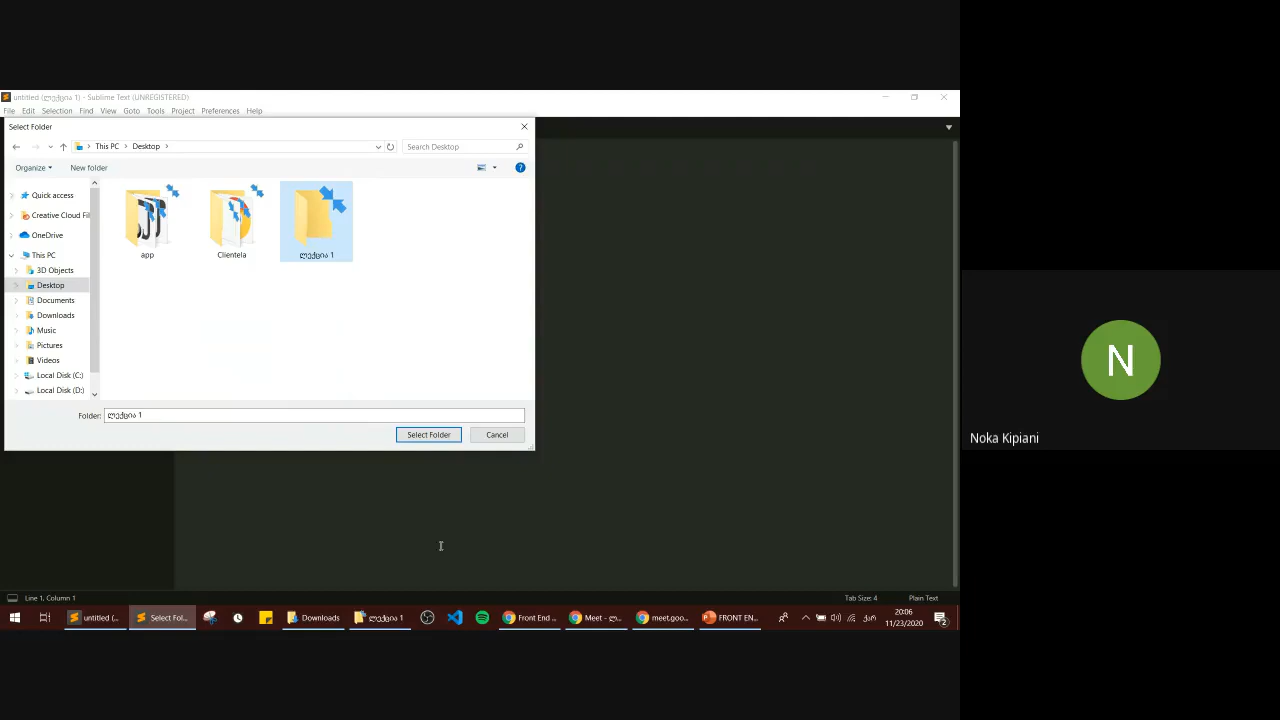 untitled (ლექცია 1) - Sublime Text (UNREGISTERED)
File Edit Selection Find View Goto Tools Project Preferences Help
Select Folder
This PC Desktop
Search Desktop
Organize New folder
Quick access
Creative Cloud Fil
OneDrive
This PC
3D Objects
Desktop
Documents
Downloads
Music
Pictures
Videos
Local Disk (C:)
Local Disk (D:)
app Clientela ლექცია 1
Folder: ლექცია 1
Select Folder Cancel
N
Noka Kipiani
Line 1, Column 1 Tab Size: 4 Plain Text
untitled (... Select Fol... Downloads ლექცია 1 Front End ... Meet - ლ... meet.goo... FRONT EN... ქარ 20:06
11/23/2020 2